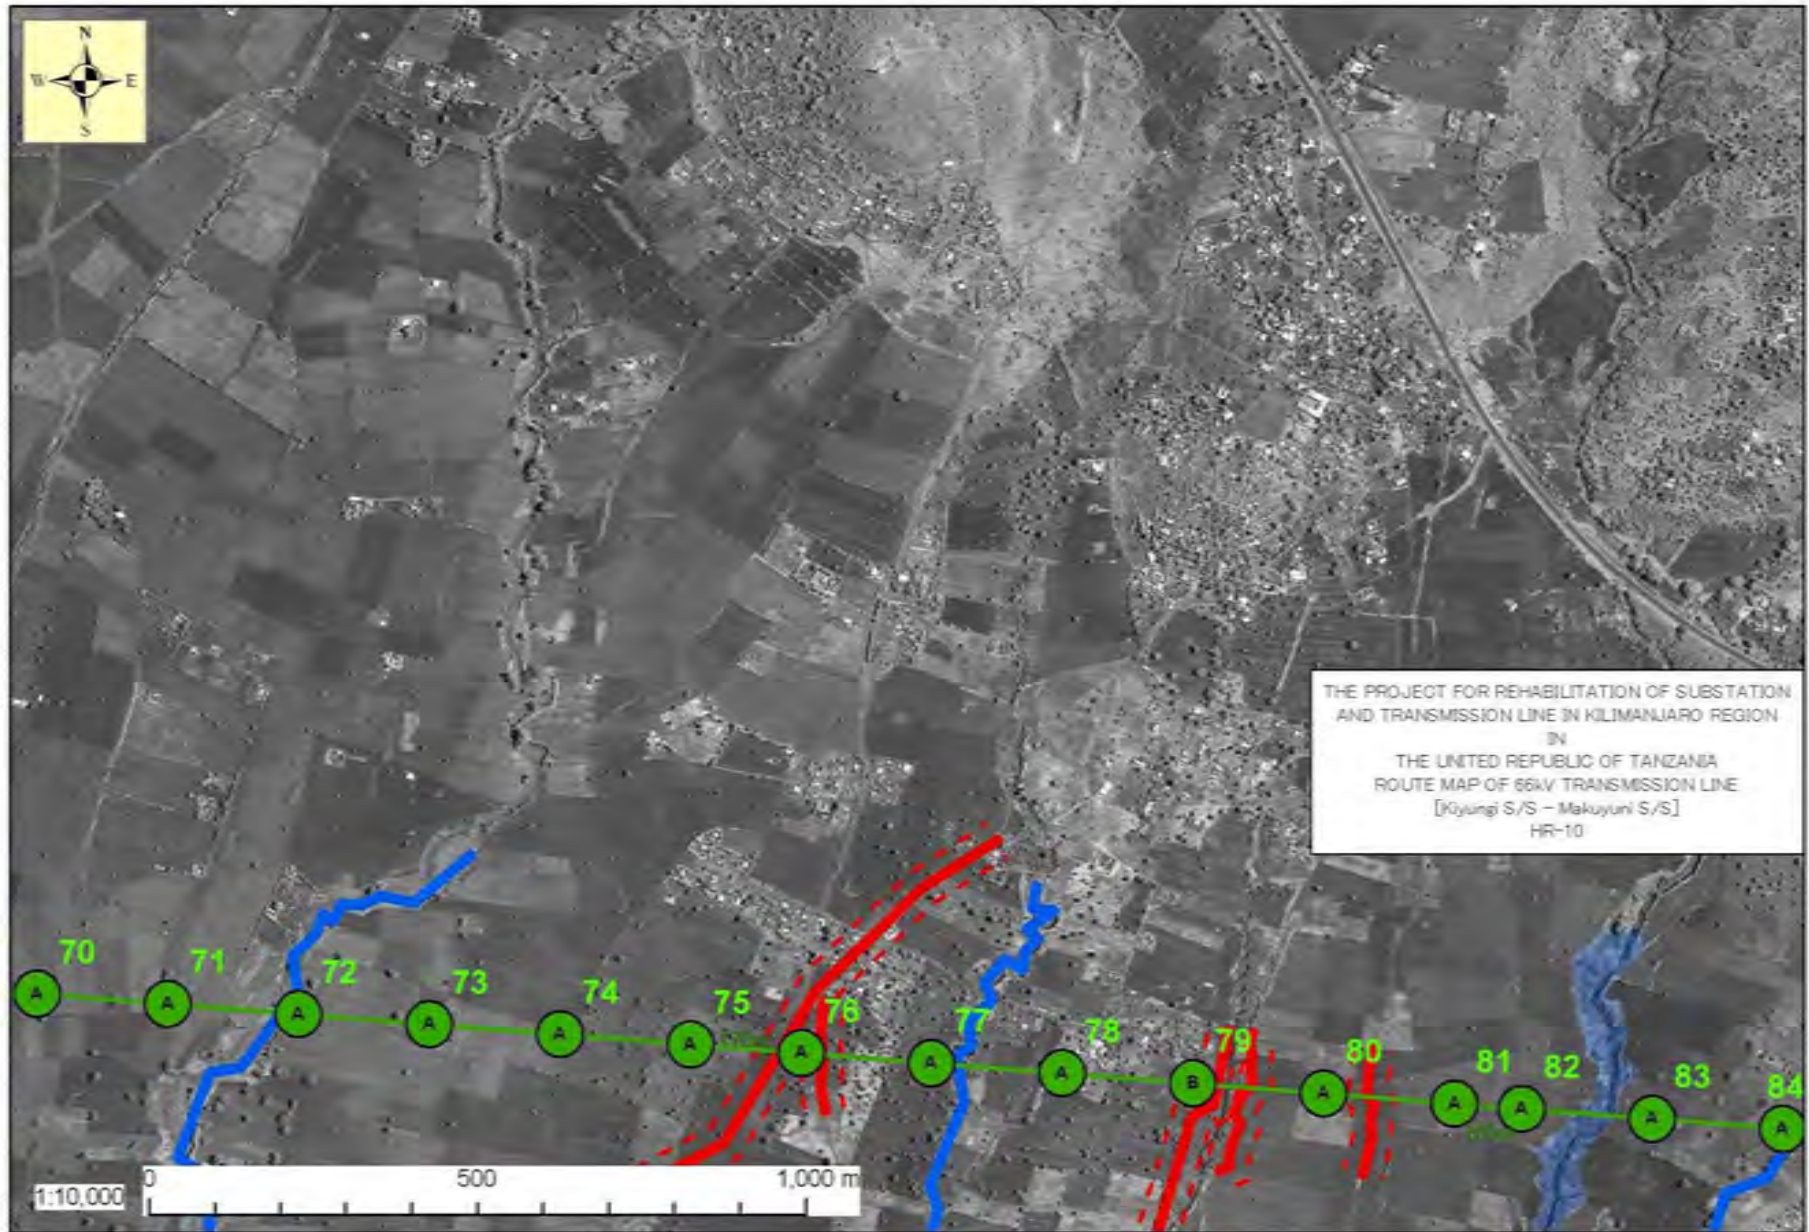 N
W E
S
THE PROJECT FOR REHABILITATION OF SUBSTATION
AND TRANSMISSION LINE IN KILIMANJARO REGION
IN
THE UNITED REPUBLIC OF TANZANIA
ROUTE MAP OF 66kV TRANSMISSION LINE
[Kiyungi S/S - Makuyuni S/S]
HR-10
70 71 72 73 74 75 76 77 78 79 80 81 82 83 84
A A A A A A A A A B A A A A A
0 500 1,000 m
1:10,000